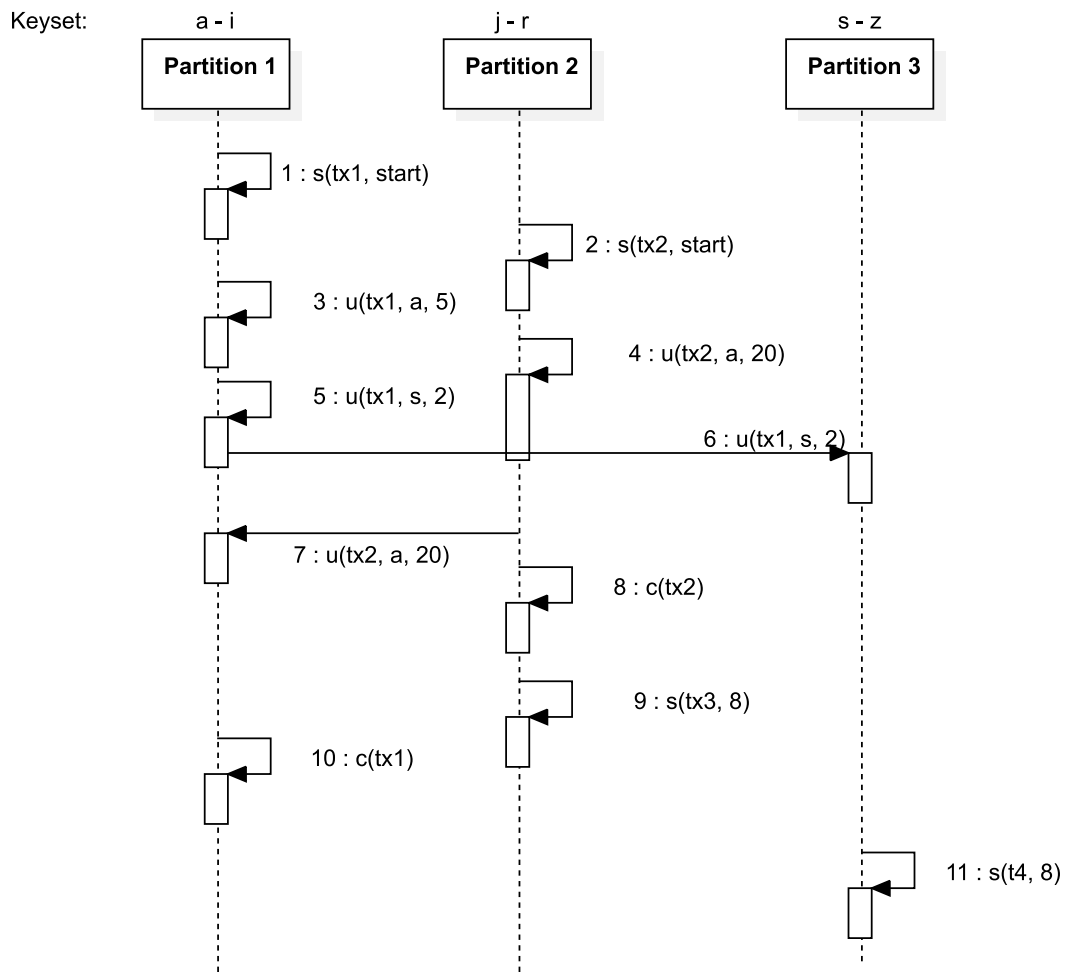 Keyset:
a - i
j - r
s - z
Partition 1
Partition 2
Partition 3
1 : s(tx1, start)
2 : s(tx2, start)
3 : u(tx1, a, 5)
4 : u(tx2, a, 20)
5 : u(tx1, s, 2)
6 : u(tx1, s, 2)
7 : u(tx2, a, 20)
8 : c(tx2)
9 : s(tx3, 8)
10 : c(tx1)
11 : s(t4, 8)